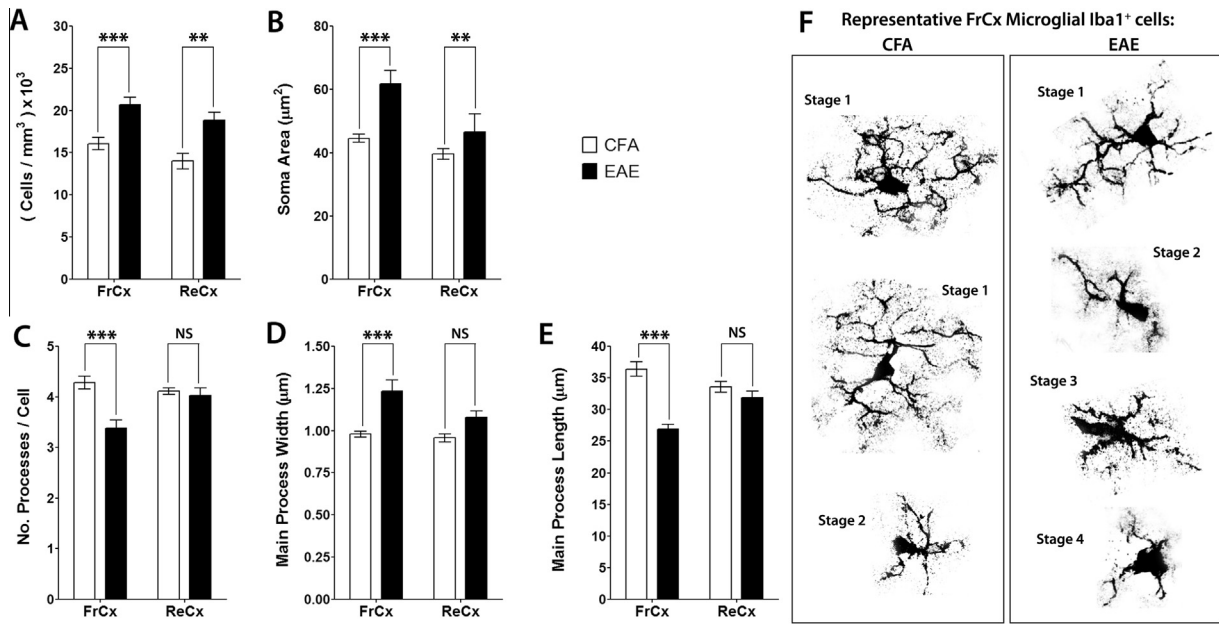 A
( Cells / mm³ ) x 10³
30
25
20
15
10
5
0
***
**
FrCx
ReCx
B
Soma Area (μm²)
80
60
40
20
0
***
**
FrCx
ReCx
CFA
EAE
C
No. Processes / Cell
5
4
3
4
1
0
***
NS
FrCx
ReCx
D
Main Process Width (μm)
1.50
1.25
1.00
0.75
0.50
0.25
0.00
***
NS
FrCx
ReCx
E
Main Process Length (μm)
40
35
30
25
20
15
10
5
0
***
NS
FrCx
ReCx
F
Representative FrCx Microglial Iba1⁺ cells:
CFA
EAE
Stage 1
Stage 1
Stage 2
Stage 1
Stage 2
Stage 3
Stage 4